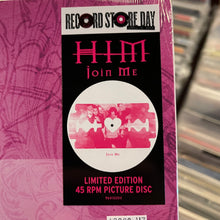 RECORD STORE DAY
HIM
JOIN ME
Join Me
LIMITED EDITION
45 RPM PICTURE DISC